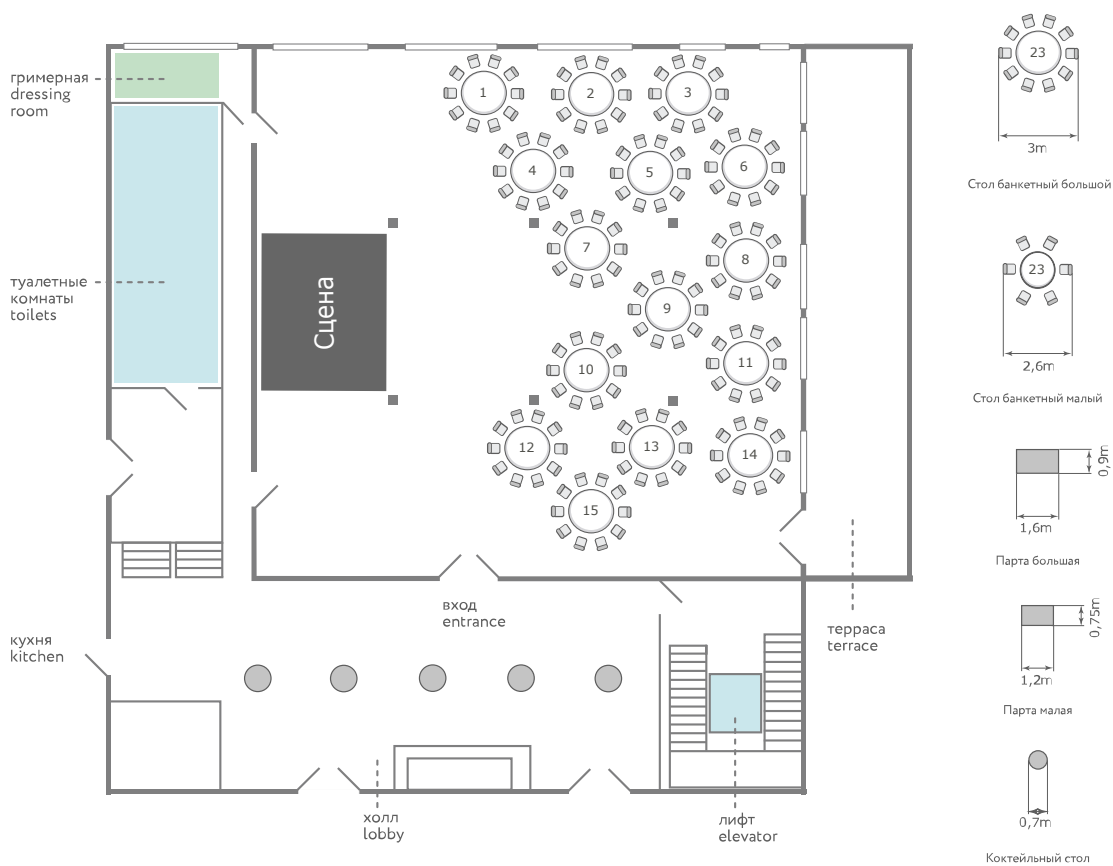 гримерная
dressing
room
туалетные
комнаты
toilets
кухня
kitchen
Сцена
1
2
3
4
5
6
7
8
9
10
11
12
13
14
15
вход
entrance
терраса
terrace
холл
lobby
лифт
elevator
23
3m
Стол банкетный большой
23
2,6m
Стол банкетный малый
0,9m
1,6m
Парта большая
0,75m
1,2m
Парта малая
0,7m
Коктейльный стол